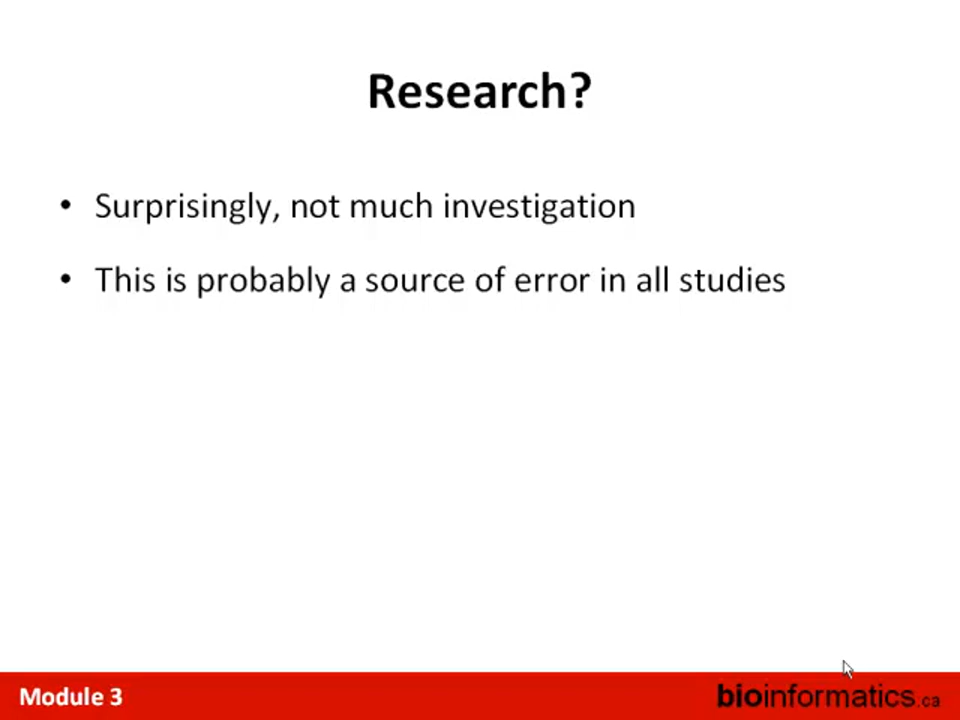 Research?
• Surprisingly, not much investigation
• This is probably a source of error in all studies
Module 3
bioinformatics.ca